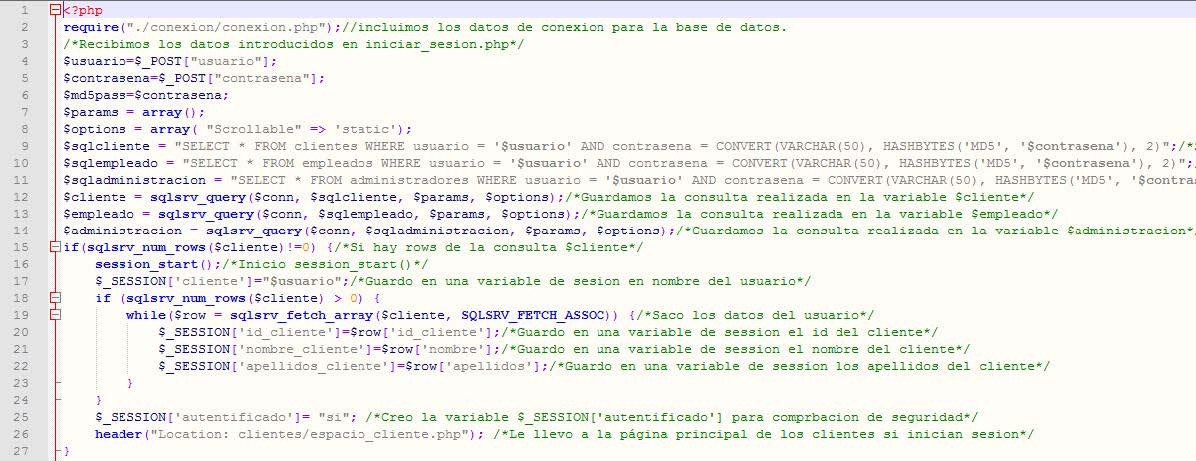 1 <?php
2 require("./conexion/conexion.php");//incluimos los datos de conexion para la base de datos.
3 /*Recibimos los datos introducidos en iniciar_sesion.php*/
4 $usuario=$_POST["usuario"];
5 $contrasena=$_POST["contrasena"];
6 $md5pass=$contrasena;
7 $params = array();
8 $options = array( "Scrollable" => 'static');
9 $sqlcliente = "SELECT * FROM clientes WHERE usuario = '$usuario' AND contrasena = CONVERT(VARCHAR(50), HASHBYTES('MD5', '$contrasena'), 2)";/*
10 $sqlempleado = "SELECT * FROM empleados WHERE usuario = '$usuario' AND contrasena = CONVERT(VARCHAR(50), HASHBYTES('MD5', '$contrasena'), 2)";
11 $sqladministracion = "SELECT * FROM administradores WHERE usuario = '$usuario' AND contrasena = CONVERT(VARCHAR(50), HASHBYTES('MD5', '$contras
12 $cliente = sqlsrv_query($conn, $sqlcliente, $params, $options);/*Guardamos la consulta realizada en la variable $cliente*/
13 $empleado = sqlsrv_query($conn, $sqlempleado, $params, $options);/*Guardamos la consulta realizada en la variable $empleado*/
14 $administracion = sqlsrv_query($conn, $sqladministracion, $params, $options);/*Guardamos la consulta realizada en la variable $administracion*
15 if(sqlsrv_num_rows($cliente)!=0) {/*Si hay rows de la consulta $cliente*/
16 session_start();/*Inicio session_start()*/
17 $_SESSION['cliente']="$usuario";/*Guardo en una variable de sesion en nombre del usuario*/
18 if (sqlsrv_num_rows($cliente) > 0) {
19 while($row = sqlsrv_fetch_array($cliente, SQLSRV_FETCH_ASSOC)) {/*Saco los datos del usuario*/
20 $_SESSION['id_cliente']=$row['id_cliente'];/*Guardo en una variable de session el id del cliente*/
21 $_SESSION['nombre_cliente']=$row['nombre'];/*Guardo en una variable de session el nombre del cliente*/
22 $_SESSION['apellidos_cliente']=$row['apellidos'];/*Guardo en una variable de session los apellidos del cliente*/
23 }
24 }
25 $_SESSION['autentificado']= "si"; /*Creo la variable $_SESSION['autentificado'] para comprbacion de seguridad*/
26 header("Location: clientes/espacio_cliente.php"); /*Le llevo a la página principal de los clientes si inician sesion*/
27 }